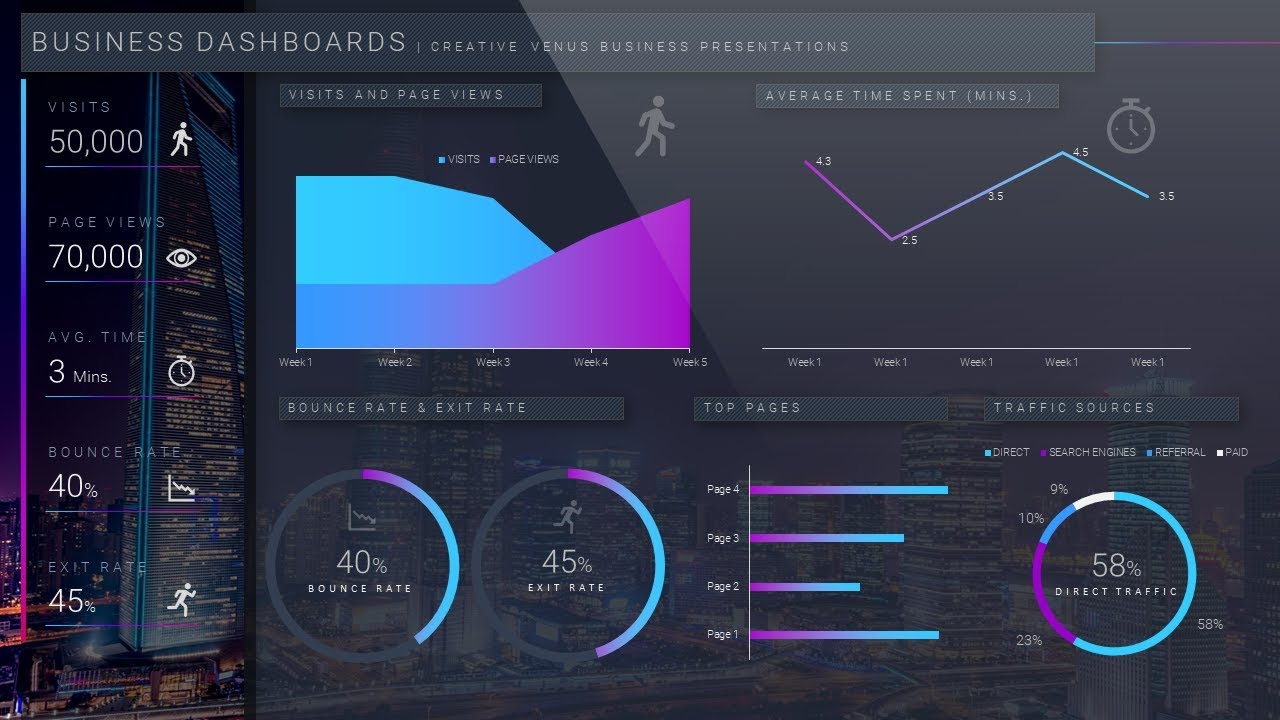 BUSINESS DASHBOARDS | CREATIVE VENUS BUSINESS PRESENTATIONS
VISITS
50,000
PAGE VIEWS
70,000
AVG. TIME
3 Mins.
BOUNCE RATE
40%
EXIT RATE
45%
VISITS AND PAGE VIEWS
VISITS PAGE VIEWS
Week 1 Week 2 Week 3 Week 4 Week 5
AVERAGE TIME SPENT (MINS.)
4.3
2.5
3.5
4.5
3.5
Week 1 Week 1 Week 1 Week 1 Week 1
BOUNCE RATE & EXIT RATE
40%
BOUNCE RATE
45%
EXIT RATE
TOP PAGES
Page 4
Page 3
Page 2
Page 1
TRAFFIC SOURCES
DIRECT SEARCH ENGINES REFERRAL PAID
9%
10%
58%
DIRECT TRAFFIC
58%
23%